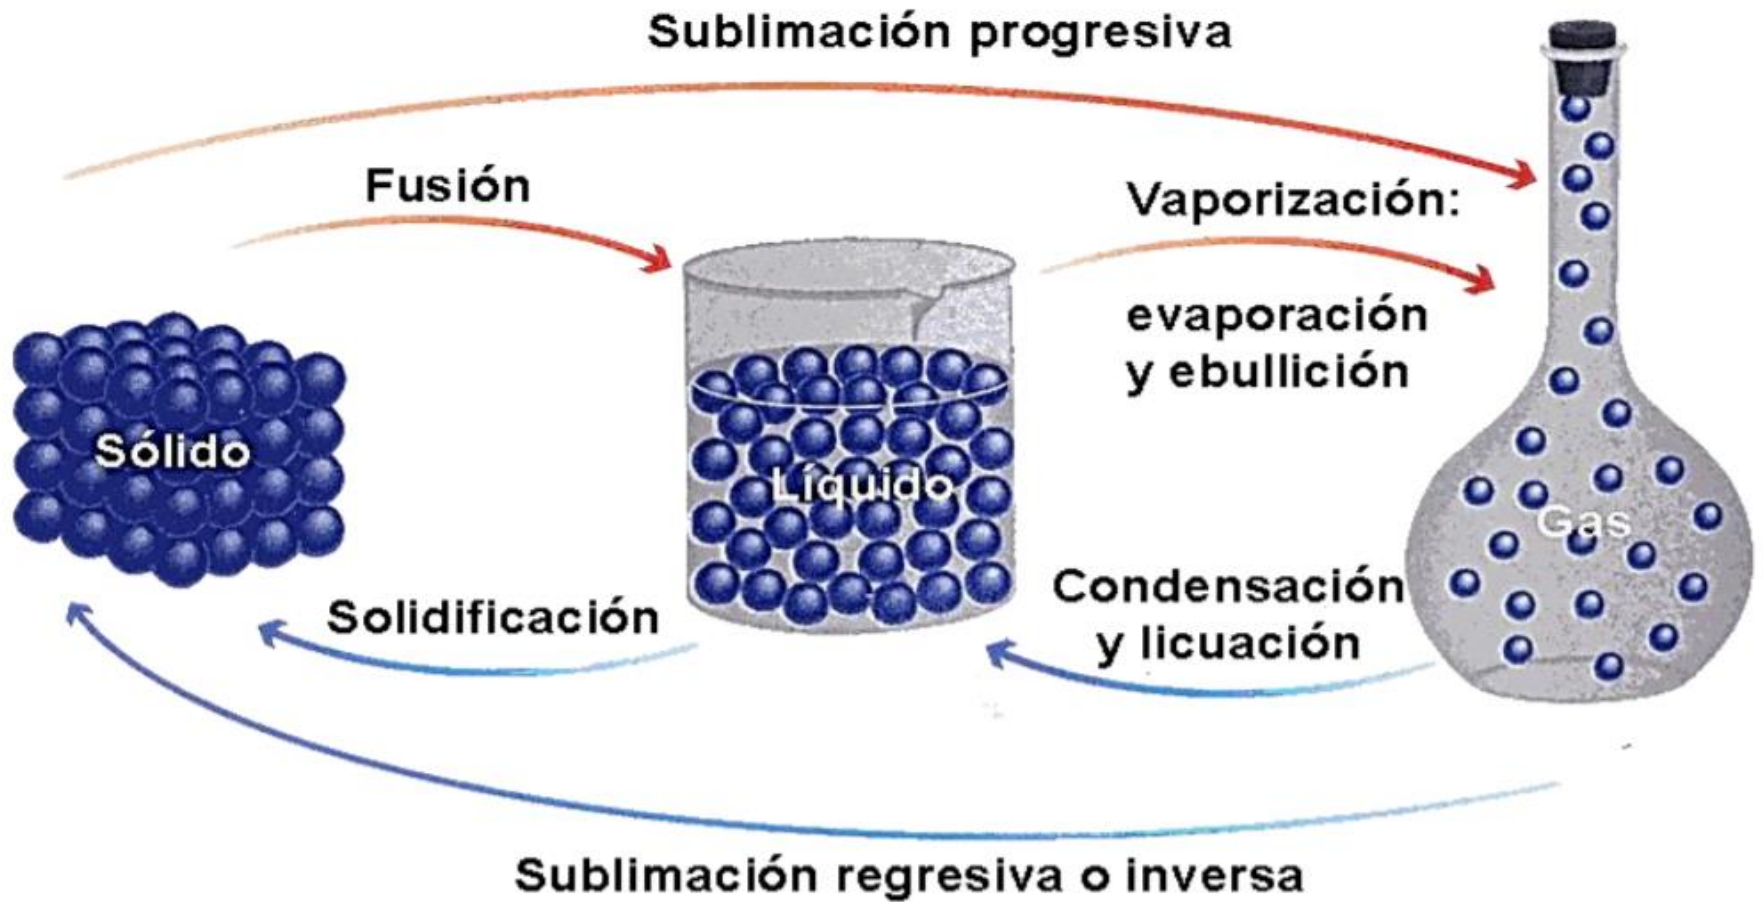 Sublimación progresiva
Fusión
Vaporización:
evaporación
y ebullición
Sólido
Líquido
Gas
Condensación
y licuación
Solidificación
Sublimación regresiva o inversa